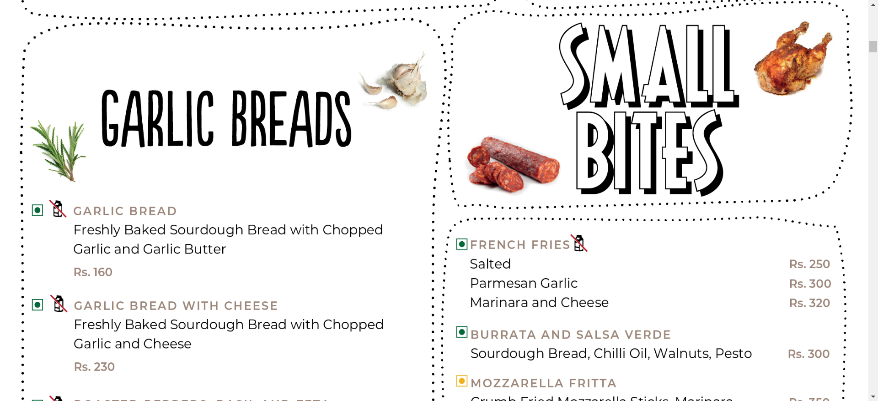 GARLIC BREADS
GARLIC BREAD
Freshly Baked Sourdough Bread with Chopped
Garlic and Garlic Butter
Rs. 160
GARLIC BREAD WITH CHEESE
Freshly Baked Sourdough Bread with Chopped
Garlic and Cheese
Rs. 230
SMALL
BITES
FRENCH FRIES
Salted Rs. 250
Parmesan Garlic Rs. 300
Marinara and Cheese Rs. 320
BURRATA AND SALSA VERDE
Sourdough Bread, Chilli Oil, Walnuts, Pesto Rs. 300
MOZZARELLA FRITTA
Crumb Fried Mozzarella Sticks, Marinara